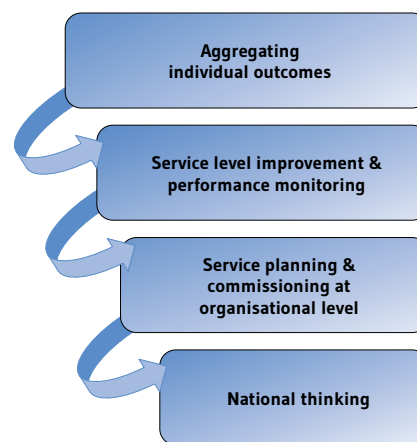 Aggregating
individual outcomes
Service level improvement &
performance monitoring
Service planning &
commissioning at
organisational level
National thinking